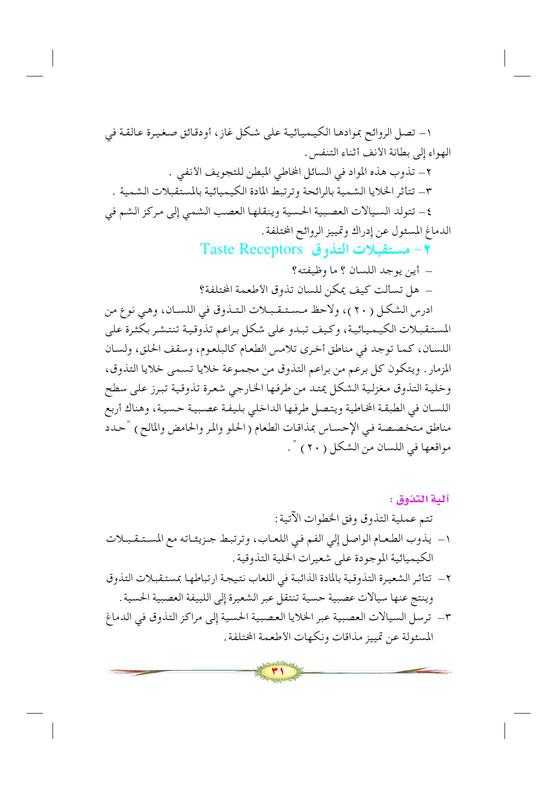 ١– تصل الروائح بموادها الكيميائية على شكل غاز، أودقائق صغيرة عالقة في
الهواء إلى بطانة الأنف أثناء التنفس.
٢– تذوب هذه المواد في السائل المخاطي المبطن للتجويف الأنفي .
٣– تتأثر الخلايا الشمية بالرائحة وترتبط المادة الكيميائية بالمستقبلات الشمية .
٤– تتولد السيالات العصبية الحسية وينقلها العصب الشمي إلى مركز الشم في
الدماغ المسئول عن إدراك وتمييز الروائح المختلفة.
٢– مستقبلات التذوق Taste Receptors
– أين يوجد اللسان ؟ ما وظيفته؟
– هل تسألت كيف يمكن للسان تذوق الأطعمة المختلفة؟
ادرس الشكل (٢٠)، ولاحظ مستقبلات التذوق في اللسان، وهي نوع من
المستقبلات الكيميائية، وكيف تبدو على شكل براعم تذوقية تنتشر بكثرة على
اللسان، كما توجد في مناطق أخرى تلامس الطعام كالبلعوم، وسقف الحلق، ولسان
المزمار. ويتكون كل برعم من براعم التذوق من مجموعة خلايا تسمى خلايا التذوق،
وخلية التذوق مغزلية الشكل يمتد من طرفها الخارجي شعرة تذوقية تبرز على سطح
اللسان في الطبقة المخاطية ويتصل طرفها الداخلي بليفة عصبية حسية، وهناك أربع
مناطق متخصصة في الإحساس بمذاقات الطعام (الحلو والمر والحامض والمالح) "حدد
مواقعها في اللسان من الشكل (٢٠) " .
آلية التذوق :
تتم عملية التذوق وفق الخطوات الآتية:
١– يذوب الطعام الواصل إلي الفم في اللعاب، وترتبط جزيئاته مع المستقبلات
الكيميائية الموجودة على شعيرات الخلية التذوقية.
٢– تتأثر الشعيرة التذوقية بالمادة الذائبة في اللعاب نتيجة ارتباطها بمستقبلات التذوق
وينتج عنها سيالات عصبية حسية تنتقل عبر الشعيرة إلى الليفة العصبية الحسية.
٣– ترسل السيالات العصبية عبر الخلايا العصبية الحسية إلى مراكز التذوق في الدماغ
المسئولة عن تمييز مذاقات ونكهات الأطعمة المختلفة.
٣١